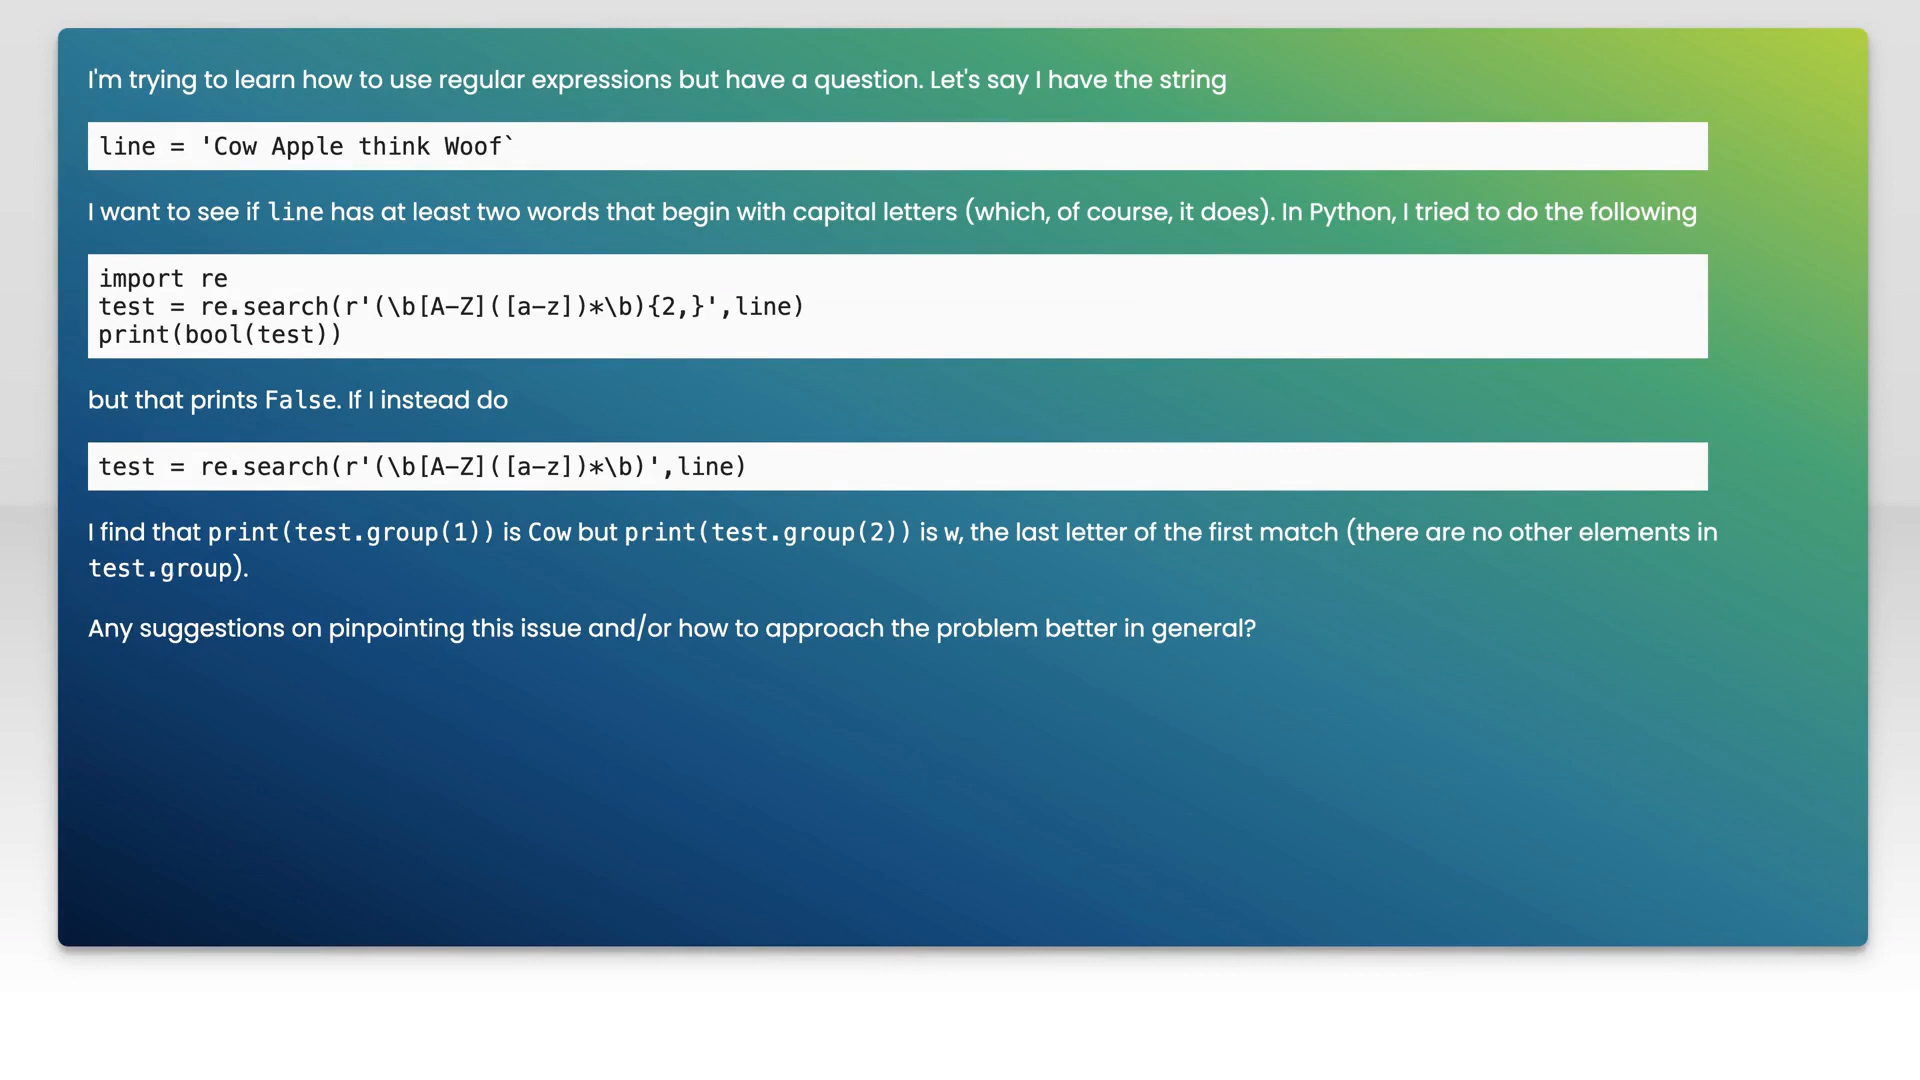 I'm trying to learn how to use regular expressions but have a question. Let's say I have the string
line = 'Cow Apple think Woof`
I want to see if line has at least two words that begin with capital letters (which, of course, it does). In Python, I tried to do the following
import re
test = re.search(r'(\b[A-Z]([a-z])*\b){2,}',line)
print(bool(test))
but that prints False. If I instead do
test = re.search(r'(\b[A-Z]([a-z])*\b)',line)
I find that print(test.group(1)) is Cow but print(test.group(2)) is w, the last letter of the first match (there are no other elements in
test.group).
Any suggestions on pinpointing this issue and/or how to approach the problem better in general?